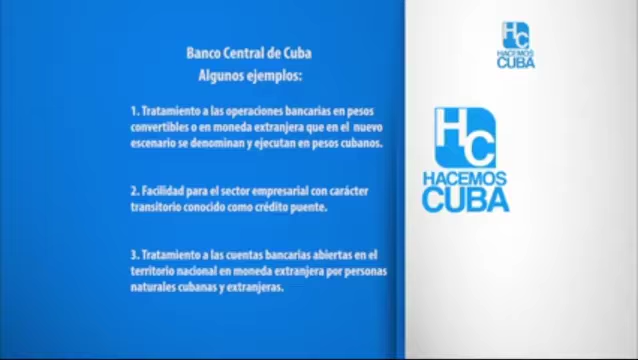 Banco Central de Cuba
Algunos ejemplos:
1. Tratamiento a las operaciones bancarias en pesos
convertibles o en moneda extranjera que en el nuevo
escenario se denominan y ejecutan en pesos cubanos.
2. Facilidad para el sector empresarial con carácter
transitorio conocido como crédito puente.
3. Tratamiento a las cuentas bancarias abiertas en el
territorio nacional en moneda extranjera por personas
naturales cubanas y extranjeras.
HC
HACEMOS
CUBA
HC
HACEMOS
CUBA